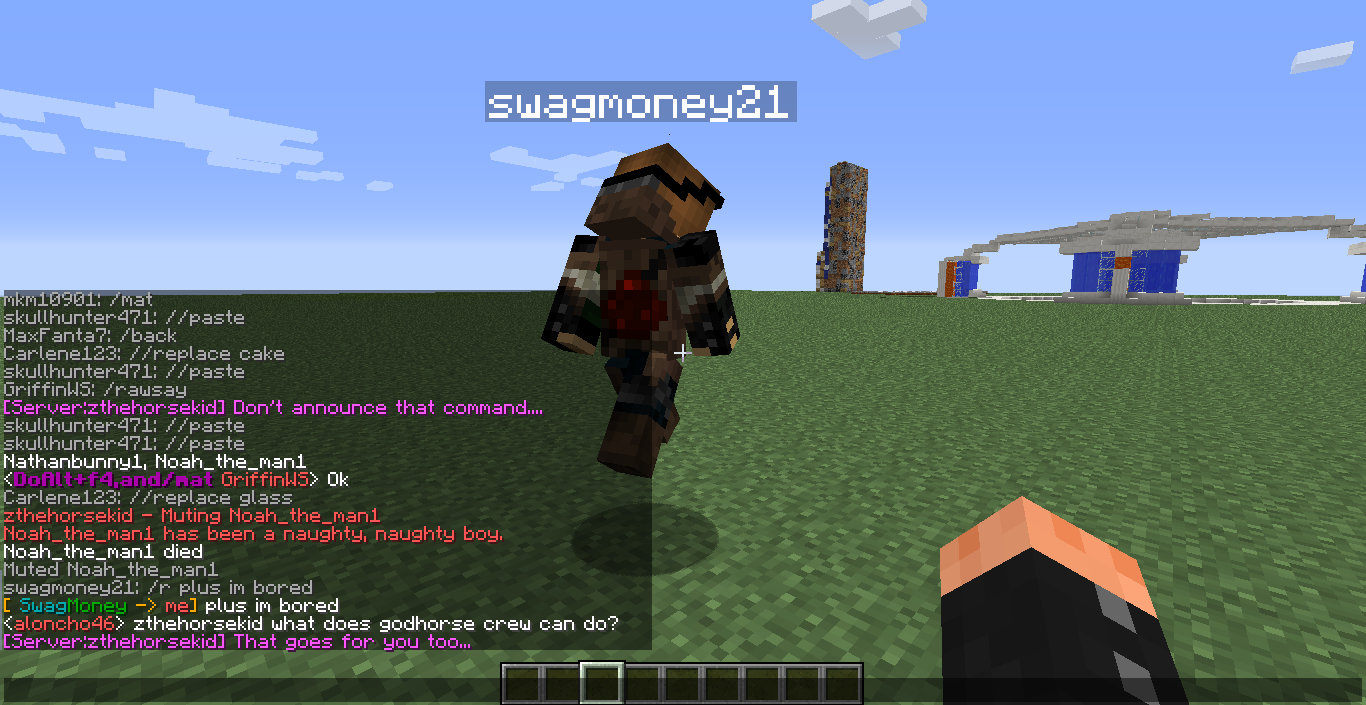 swagmoney21
mkm10901: /mat
skullhunter471: //paste
MaxFanta7: /back
Carlene123: //replace cake
skullhunter471: //paste
GriffinWS: /rawsay
[Server:zthehorsekid] Don't announce that command....
skullhunter471: //paste
skullhunter471: //paste
Nathanbunny1, Noah_the_man1
<DoAlt+f4,and/mat GriffinWS> Ok
Carlene123: //replace glass
zthehorsekid - Muting Noah_the_man1
Noah_the_man1 has been a naughty, naughty boy.
Noah_the_man1 died
Muted Noah_the_man1
swagmoney21: /r plus im bored
[ SwagMoney -> me] plus im bored
<aloncho46> zthehorsekid what does godhorse crew can do?
[Server:zthehorsekid] That goes for you too...